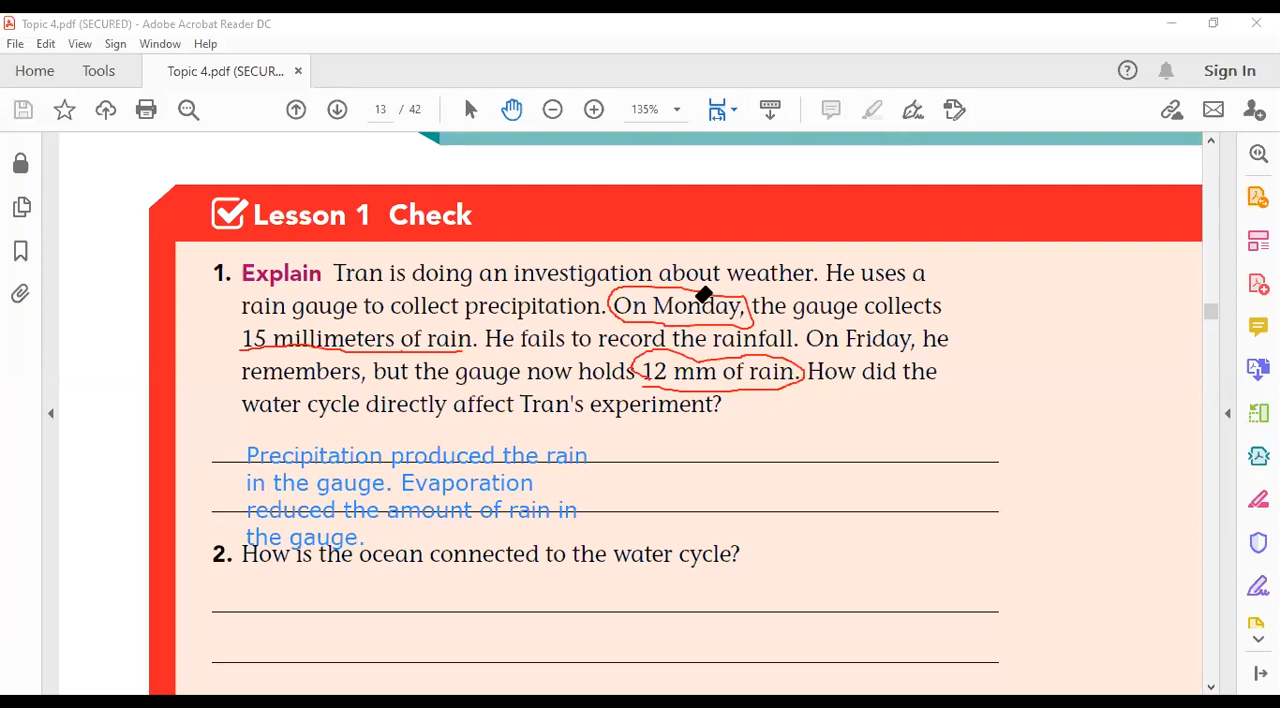 Topic 4.pdf (SECURED) - Adobe Acrobat Reader DC
File Edit View Sign Window Help
Home Tools Topic 4.pdf (SECUR... × Sign In
13 / 42 135%
Lesson 1 Check
1. Explain Tran is doing an investigation about weather. He uses a
rain gauge to collect precipitation. On Monday, the gauge collects
15 millimeters of rain. He fails to record the rainfall. On Friday, he
remembers, but the gauge now holds 12 mm of rain. How did the
water cycle directly affect Tran's experiment?
Precipitation produced the rain
in the gauge. Evaporation
reduced the amount of rain in
the gauge.
2. How is the ocean connected to the water cycle?